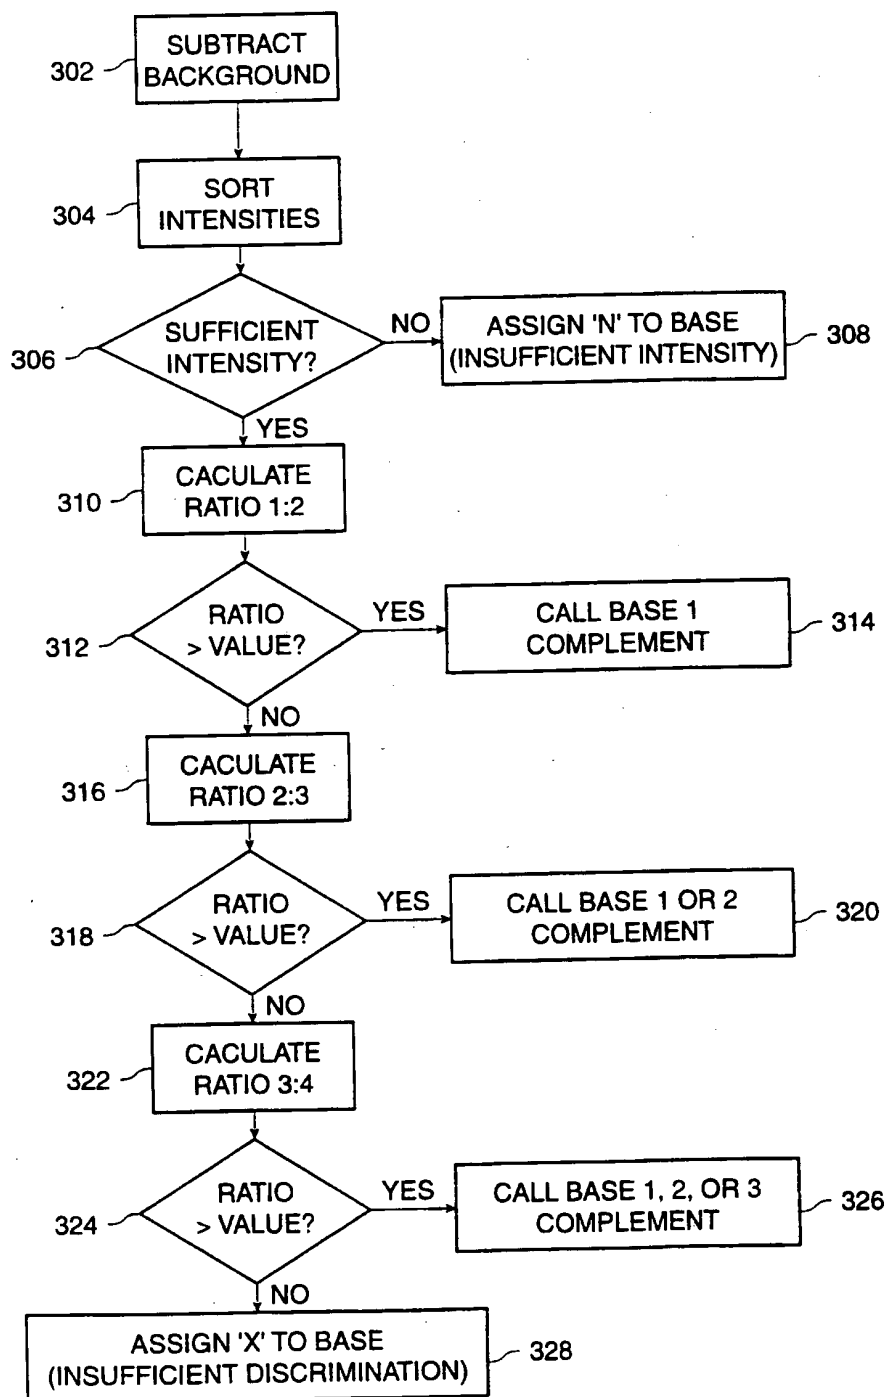 SUBTRACT
BACKGROUND
302
SORT
INTENSITIES
304
SUFFICIENT
INTENSITY?
306
NO
ASSIGN 'N' TO BASE
(INSUFFICIENT INTENSITY)
308
YES
CACULATE
RATIO 1:2
310
RATIO
> VALUE?
312
YES
CALL BASE 1
COMPLEMENT
314
NO
CACULATE
RATIO 2:3
316
RATIO
> VALUE?
318
YES
CALL BASE 1 OR 2
COMPLEMENT
320
NO
CACULATE
RATIO 3:4
322
RATIO
> VALUE?
324
YES
CALL BASE 1, 2, OR 3
COMPLEMENT
326
NO
ASSIGN 'X' TO BASE
(INSUFFICIENT DISCRIMINATION)
328